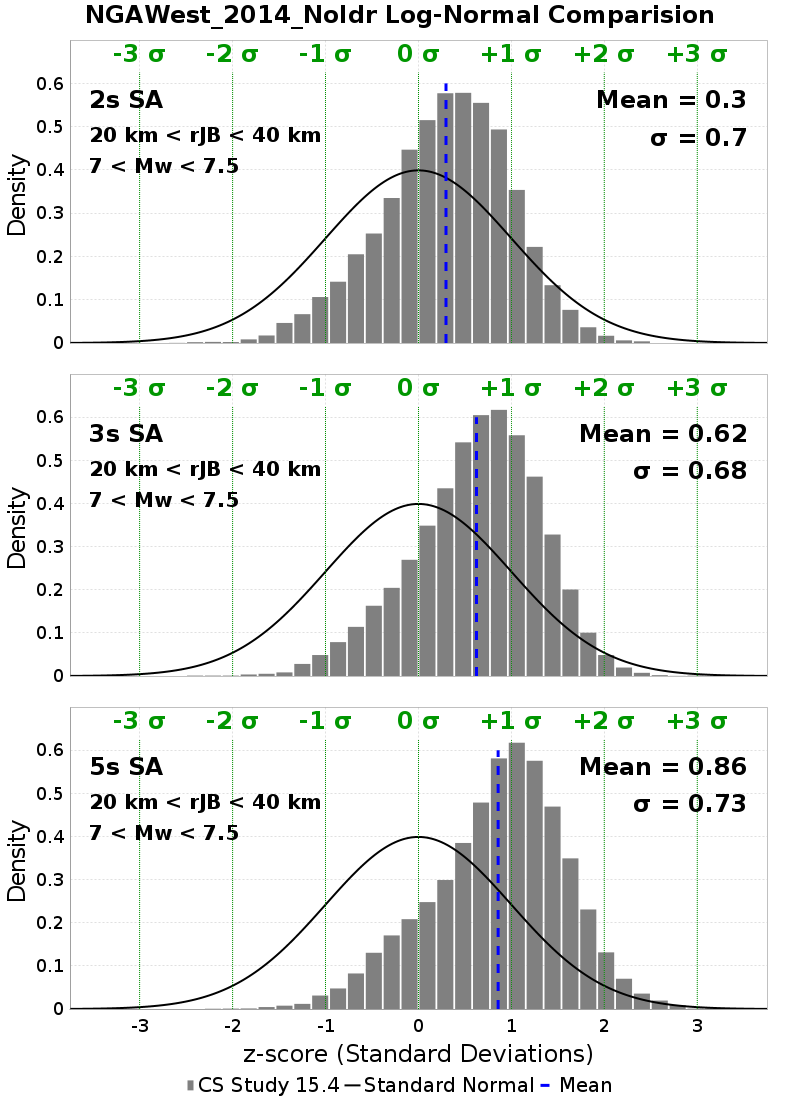 NGAWest_2014_NoIdr Log-Normal Comparision
-3 σ -2 σ -1 σ 0 σ +1 σ +2 σ +3 σ
2s SA Mean = 0.3
20 km < rJB < 40 km σ = 0.7
7 < Mw < 7.5
Density
0.6
0.5
0.4
0.3
0.2
0.1
0
-3 σ -2 σ -1 σ 0 σ +1 σ +2 σ +3 σ
3s SA Mean = 0.62
20 km < rJB < 40 km σ = 0.68
7 < Mw < 7.5
Density
0.6
0.5
0.4
0.3
0.2
0.1
0
-3 σ -2 σ -1 σ 0 σ +1 σ +2 σ +3 σ
5s SA Mean = 0.86
20 km < rJB < 40 km σ = 0.73
7 < Mw < 7.5
Density
0.6
0.5
0.4
0.3
0.2
0.1
0
-3 -2 -1 0 1 2 3
z-score (Standard Deviations)
CS Study 15.4 Standard Normal Mean